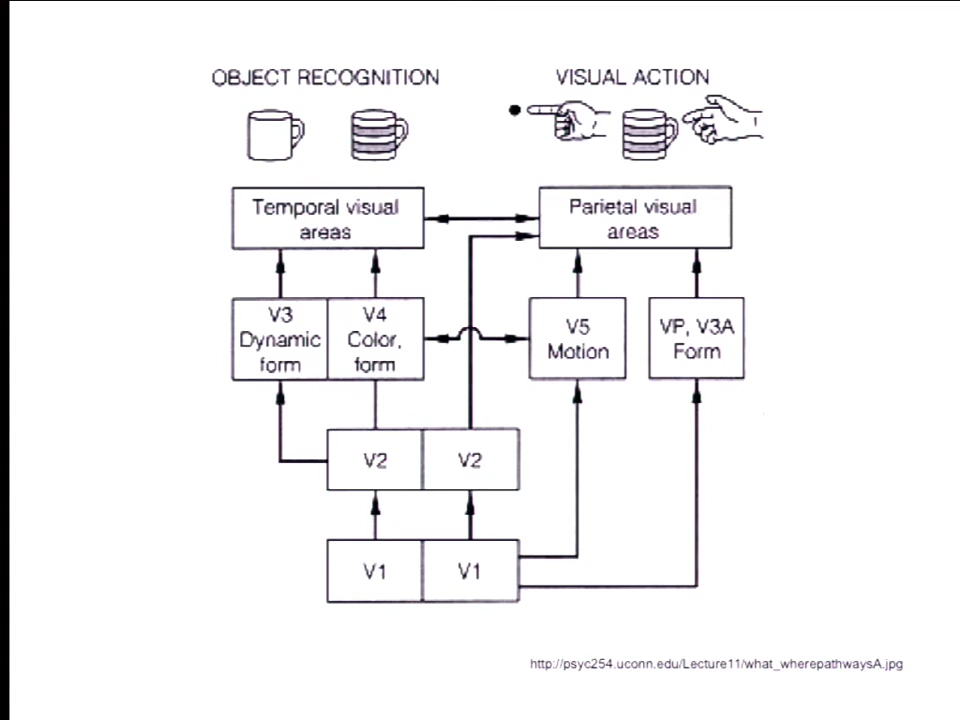 OBJECT RECOGNITION
VISUAL ACTION
Temporal visual
areas
Parietal visual
areas
V3
Dynamic
form
V4
Color,
form
V5
Motion
VP, V3A
Form
V2
V2
V1
V1
http://psyc254.uconn.edu/Lecture11/what_wherepathwaysA.jpg